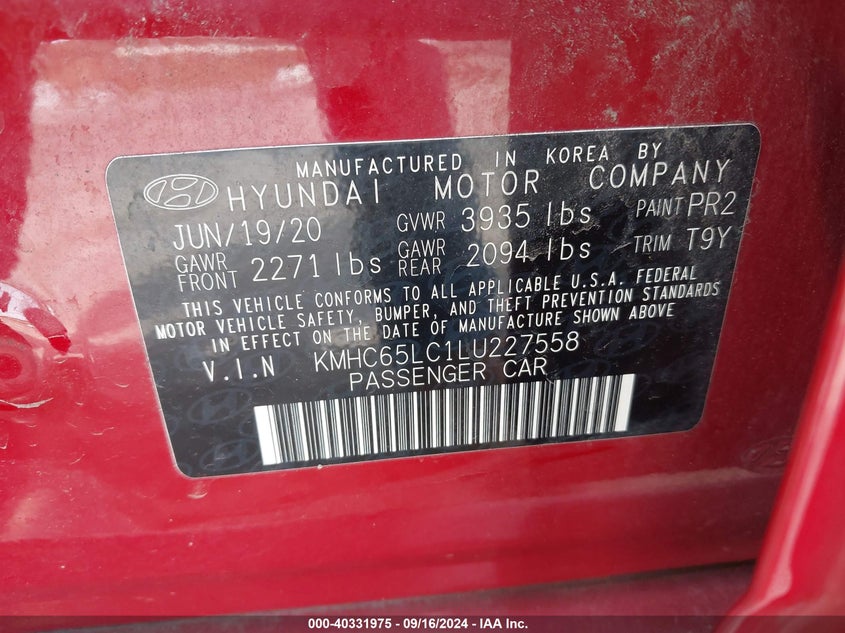 MANUFACTURED IN KOREA BY
HYUNDAI MOTOR COMPANY
JUN/19/20 GVWR 3935 lbs PAINT PR2
GAWR FRONT 2271 lbs GAWR REAR 2094 lbs TRIM T9Y
THIS VEHICLE CONFORMS TO ALL APPLICABLE U.S.A. FEDERAL
MOTOR VEHICLE SAFETY, BUMPER, AND THEFT PREVENTION STANDARDS
IN EFFECT ON THE DATE OF MANUFACTURE SHOWN ABOVE
V.I.N KMHC65LC1LU227558
PASSENGER CAR
000-40331975 - 09/16/2024 - IAA Inc.